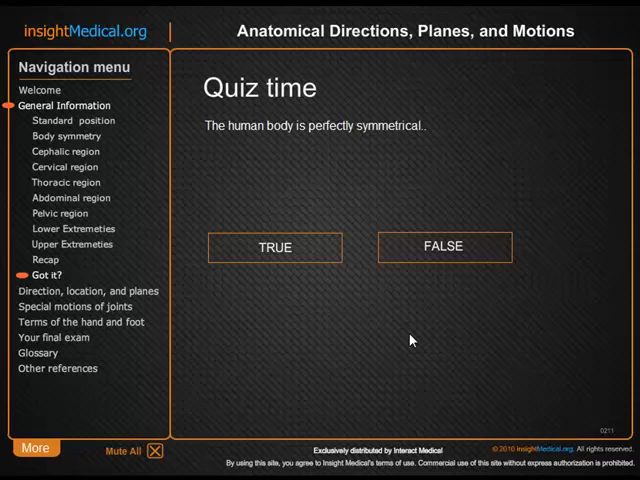 insightMedical.org
Anatomical Directions, Planes, and Motions
Navigation menu
Welcome
General Information
Standard position
Body symmetry
Cephalic region
Cervical region
Thoracic region
Abdominal region
Pelvic region
Lower Extremeties
Upper Extremeties
Recap
Got it?
Direction, location, and planes
Special motions of joints
Terms of the hand and foot
Your final exam
Glossary
Other references
Quiz time
The human body is perfectly symmetrical..
TRUE
FALSE
0211
More
Mute All
Exclusively distributed by Interact Medical
© 2010 insightMedical.org. All rights reserved.
By using this site, you agree to Insight Medical's terms of use. Commercial use of this site without express authorization is prohibited.